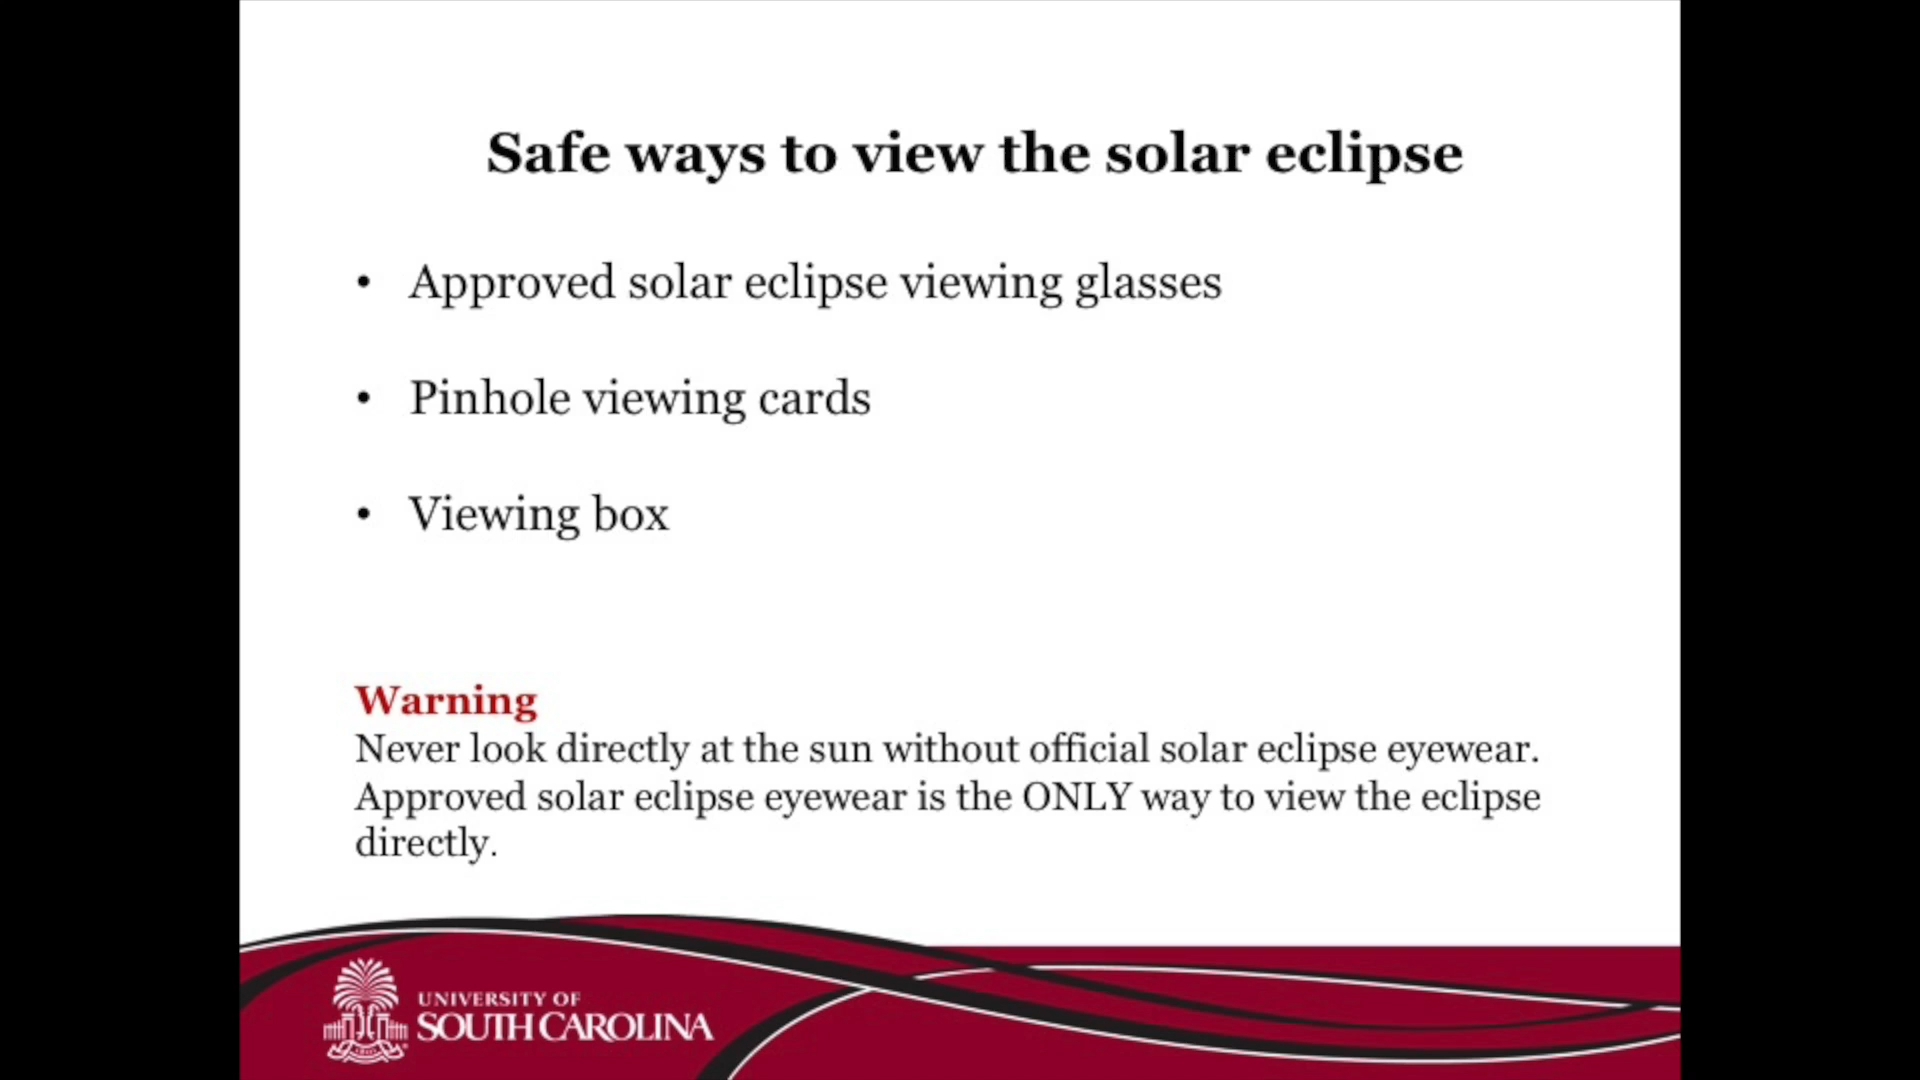 Safe ways to view the solar eclipse
• Approved solar eclipse viewing glasses
• Pinhole viewing cards
• Viewing box
Warning
Never look directly at the sun without official solar eclipse eyewear.
Approved solar eclipse eyewear is the ONLY way to view the eclipse
directly.
UNIVERSITY OF
SOUTH CAROLINA